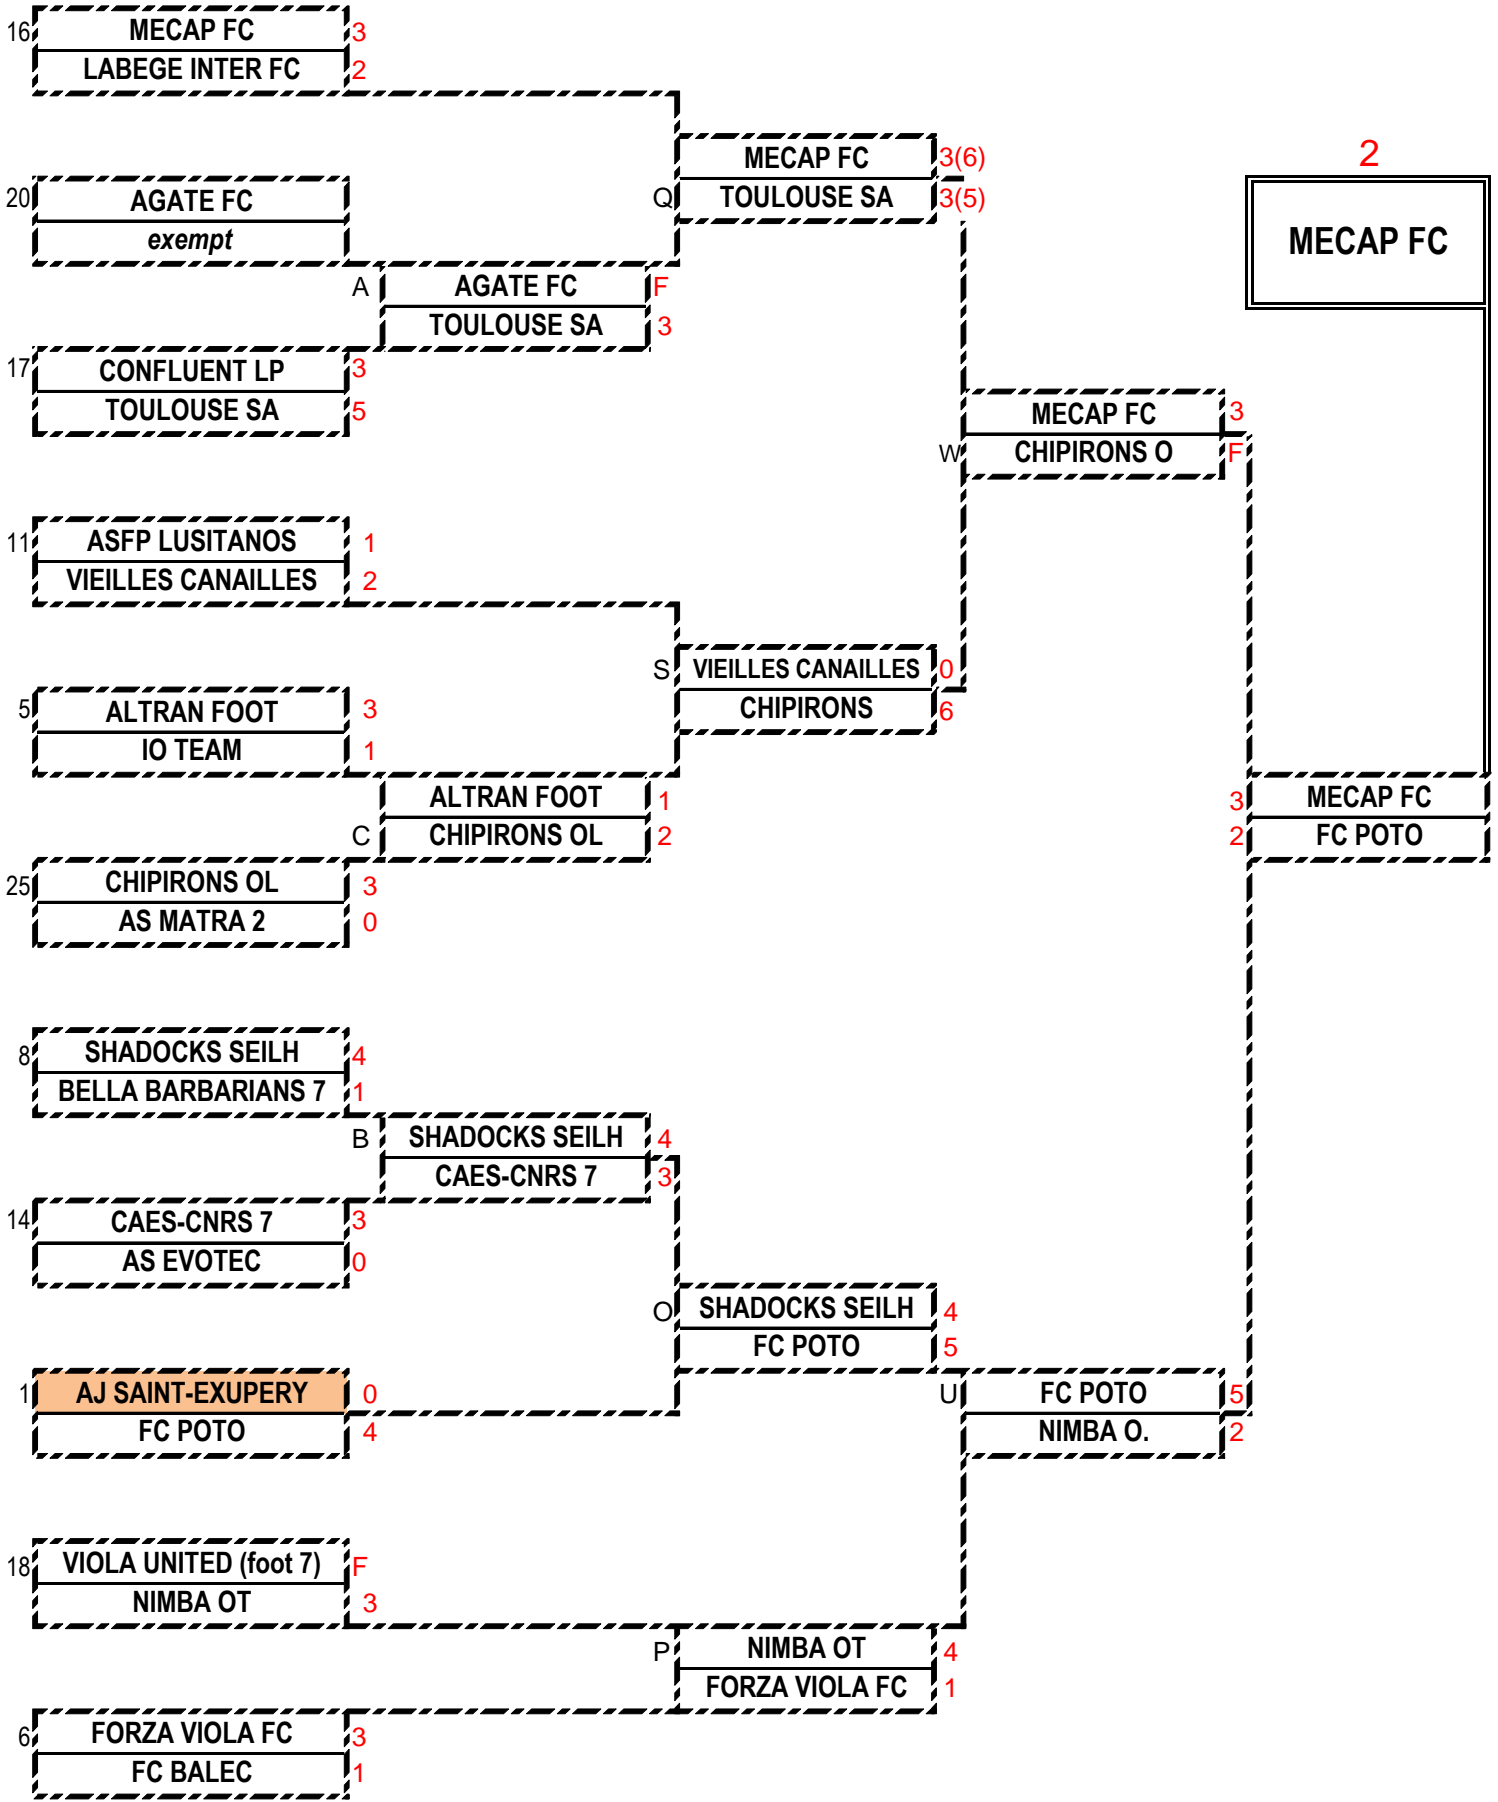 16 MECAP FC 3
LABEGE INTER FC 2
MECAP FC 3(6)
Q TOULOUSE SA 3(5)
2
MECAP FC
20 AGATE FC
exempt
A AGATE FC F
TOULOUSE SA 3
17 CONFLUENT LP 3
TOULOUSE SA 5
MECAP FC 3
W CHIPIRONS O F
11 ASFP LUSITANOS 1
VIEILLES CANAILLES 2
S VIEILLES CANAILLES 0
CHIPIRONS 6
5 ALTRAN FOOT 3
IO TEAM 1
ALTRAN FOOT 1
C CHIPIRONS OL 2
3 MECAP FC
2 FC POTO
25 CHIPIRONS OL 3
AS MATRA 2 0
8 SHADOCKS SEILH 4
BELLA BARBARIANS 7 1
B SHADOCKS SEILH 4
CAES-CNRS 7 3
14 CAES-CNRS 7 3
AS EVOTEC 0
O SHADOCKS SEILH 4
FC POTO 5
1 AJ SAINT-EXUPERY 0
FC POTO 4
U FC POTO 5
NIMBA O. 2
18 VIOLA UNITED (foot 7) F
NIMBA OT 3
P NIMBA OT 4
FORZA VIOLA FC 1
6 FORZA VIOLA FC 3
FC BALEC 1